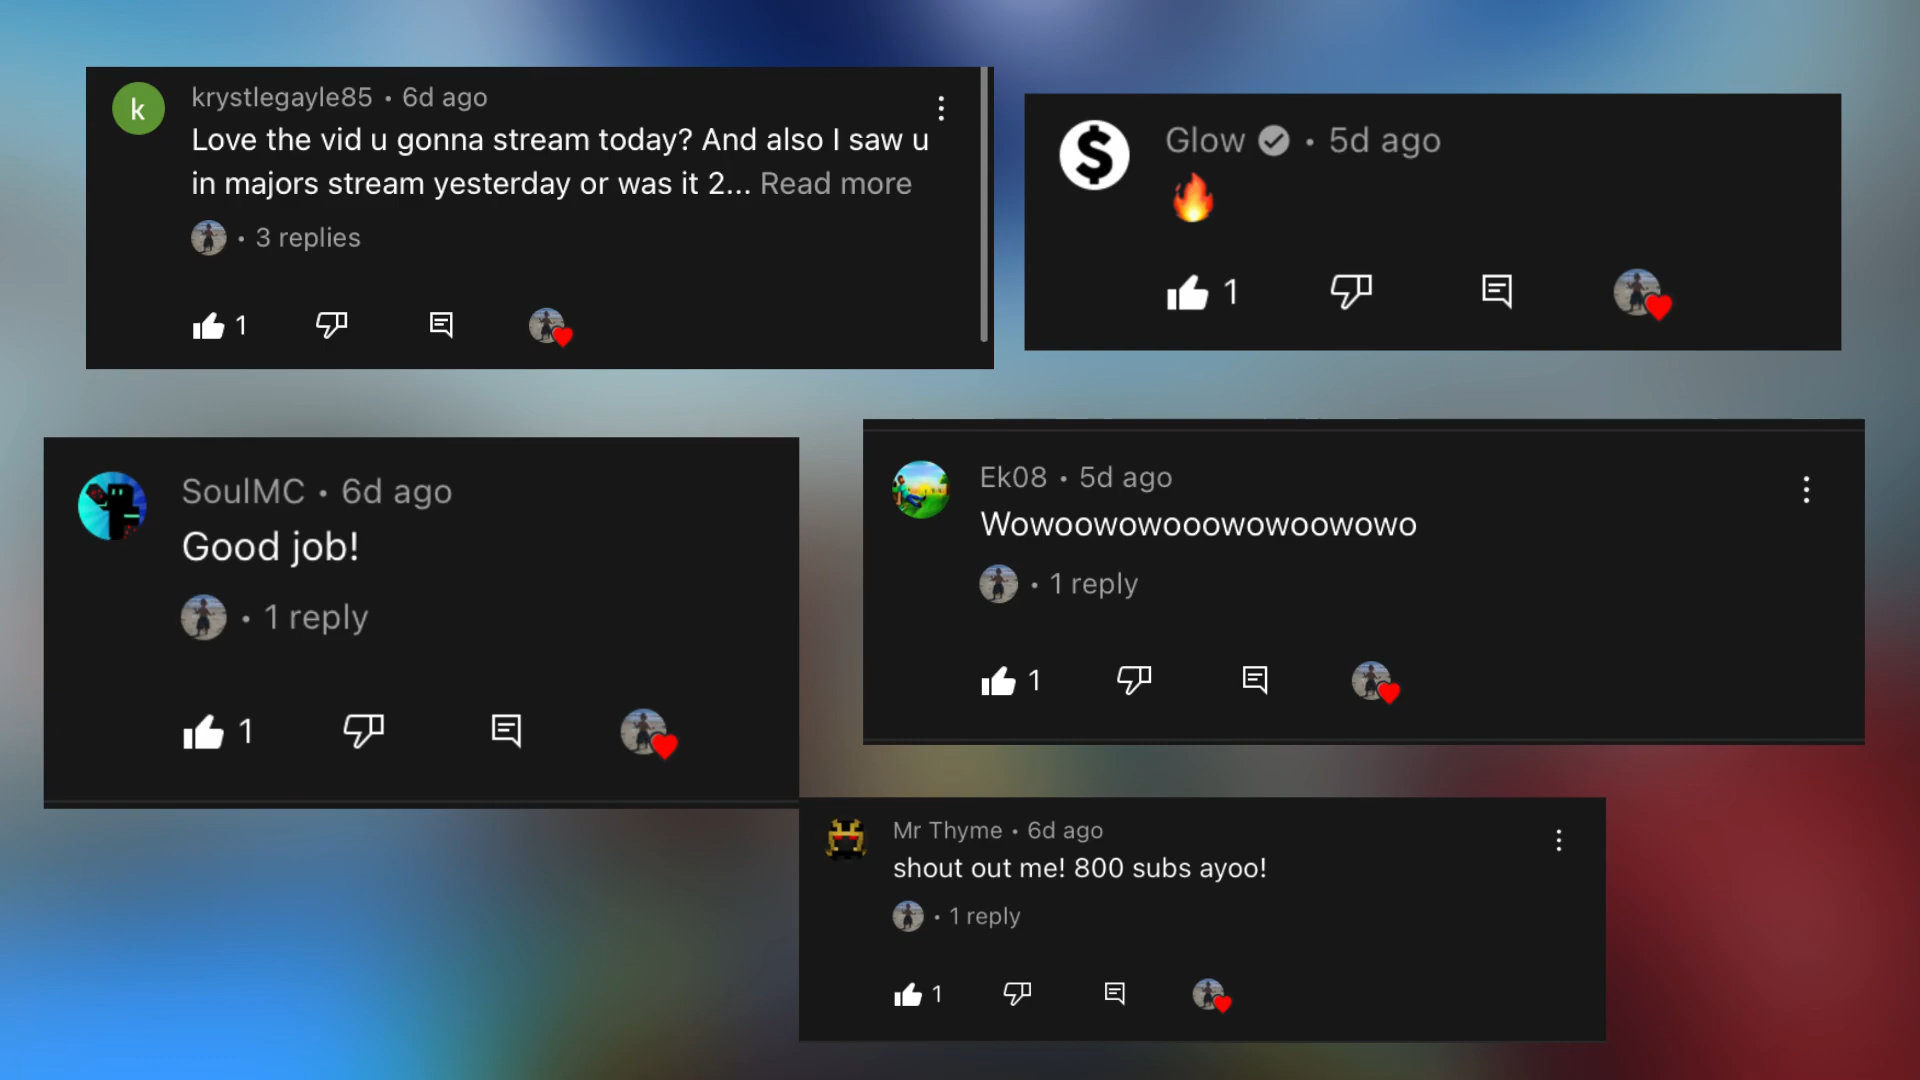 k
krystlegayle85 • 6d ago
Love the vid u gonna stream today? And also I saw u
in majors stream yesterday or was it 2... Read more
• 3 replies
1
$
Glow • 5d ago
🔥
1
SoulMC • 6d ago
Good job!
• 1 reply
1
Ek08 • 5d ago
Wowoowowooowowoowowo
• 1 reply
1
Mr Thyme • 6d ago
shout out me! 800 subs ayoo!
• 1 reply
1